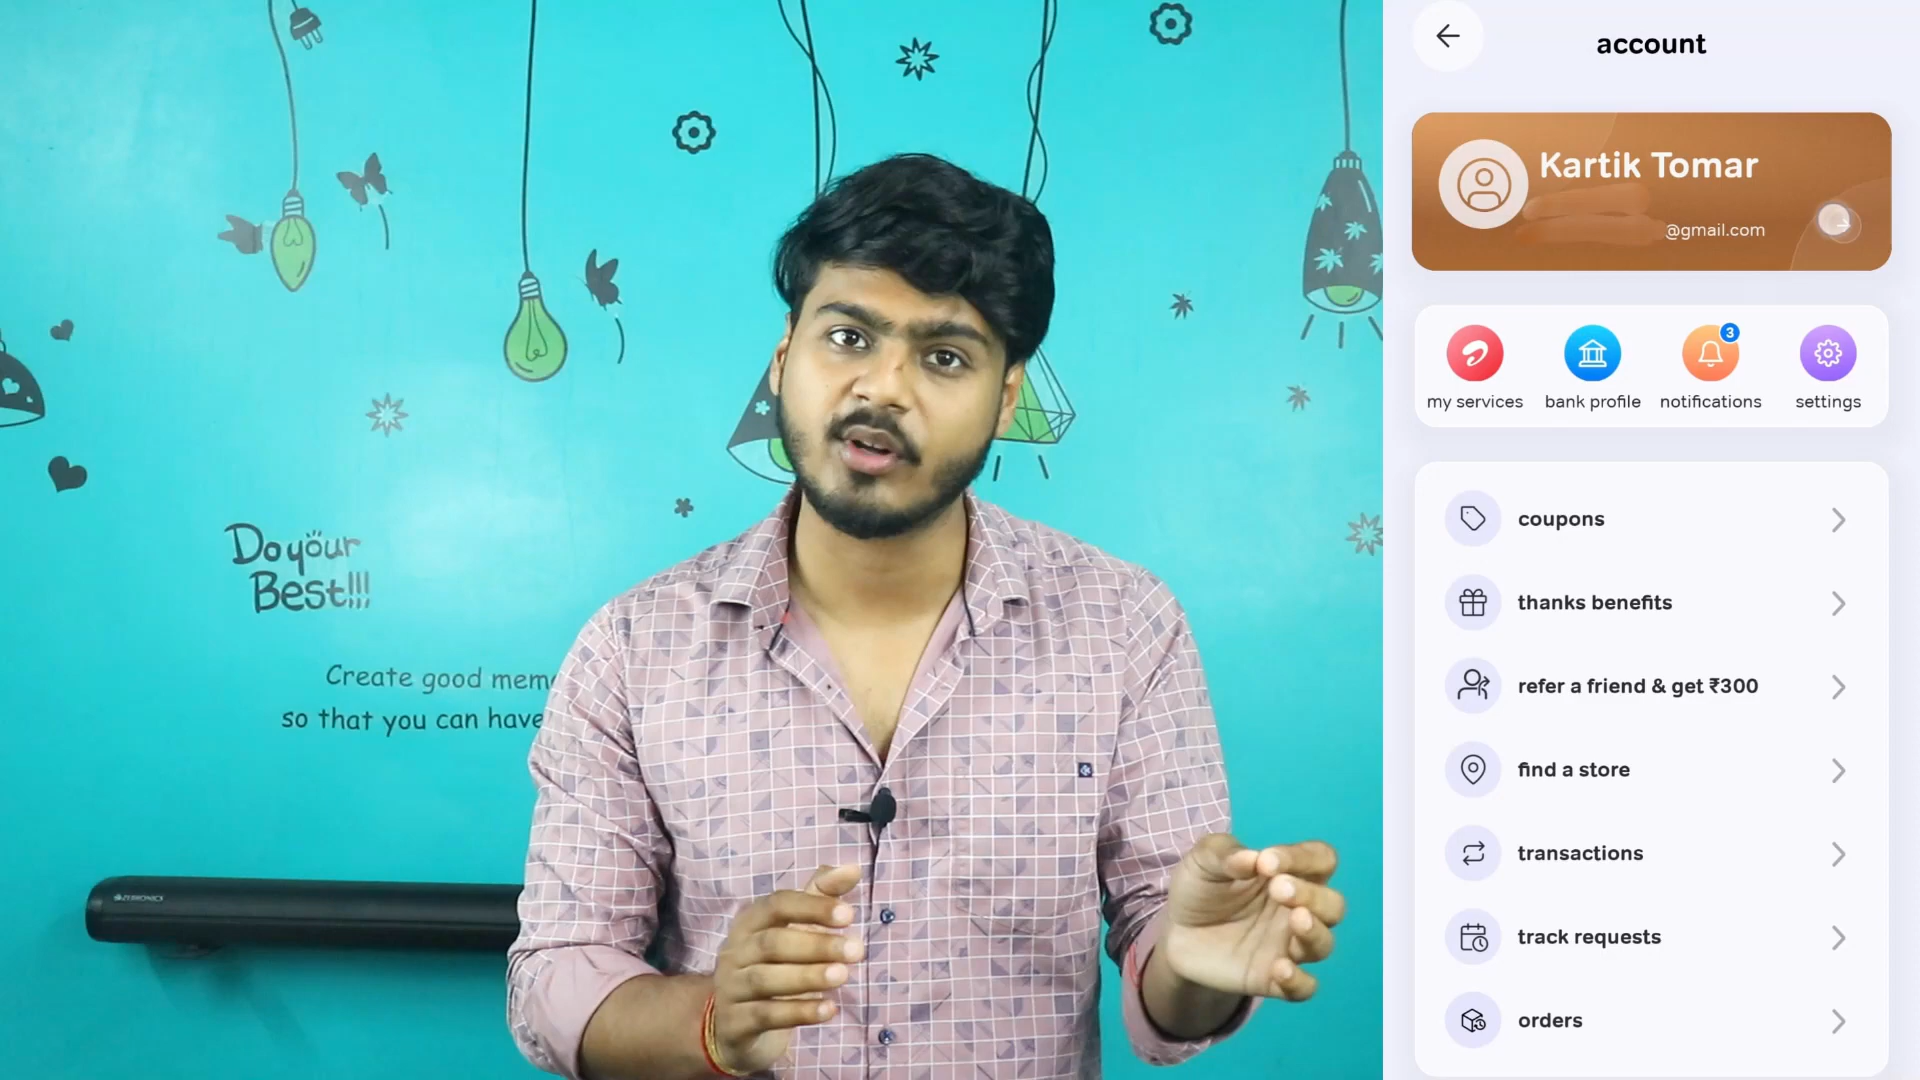 Do your
Best!!!
Create good mem
so that you can have
ZEBRONICS
account
Kartik Tomar
@gmail.com
3
my services
bank profile
notifications
settings
coupons
thanks benefits
refer a friend & get ₹300
find a store
transactions
track requests
orders